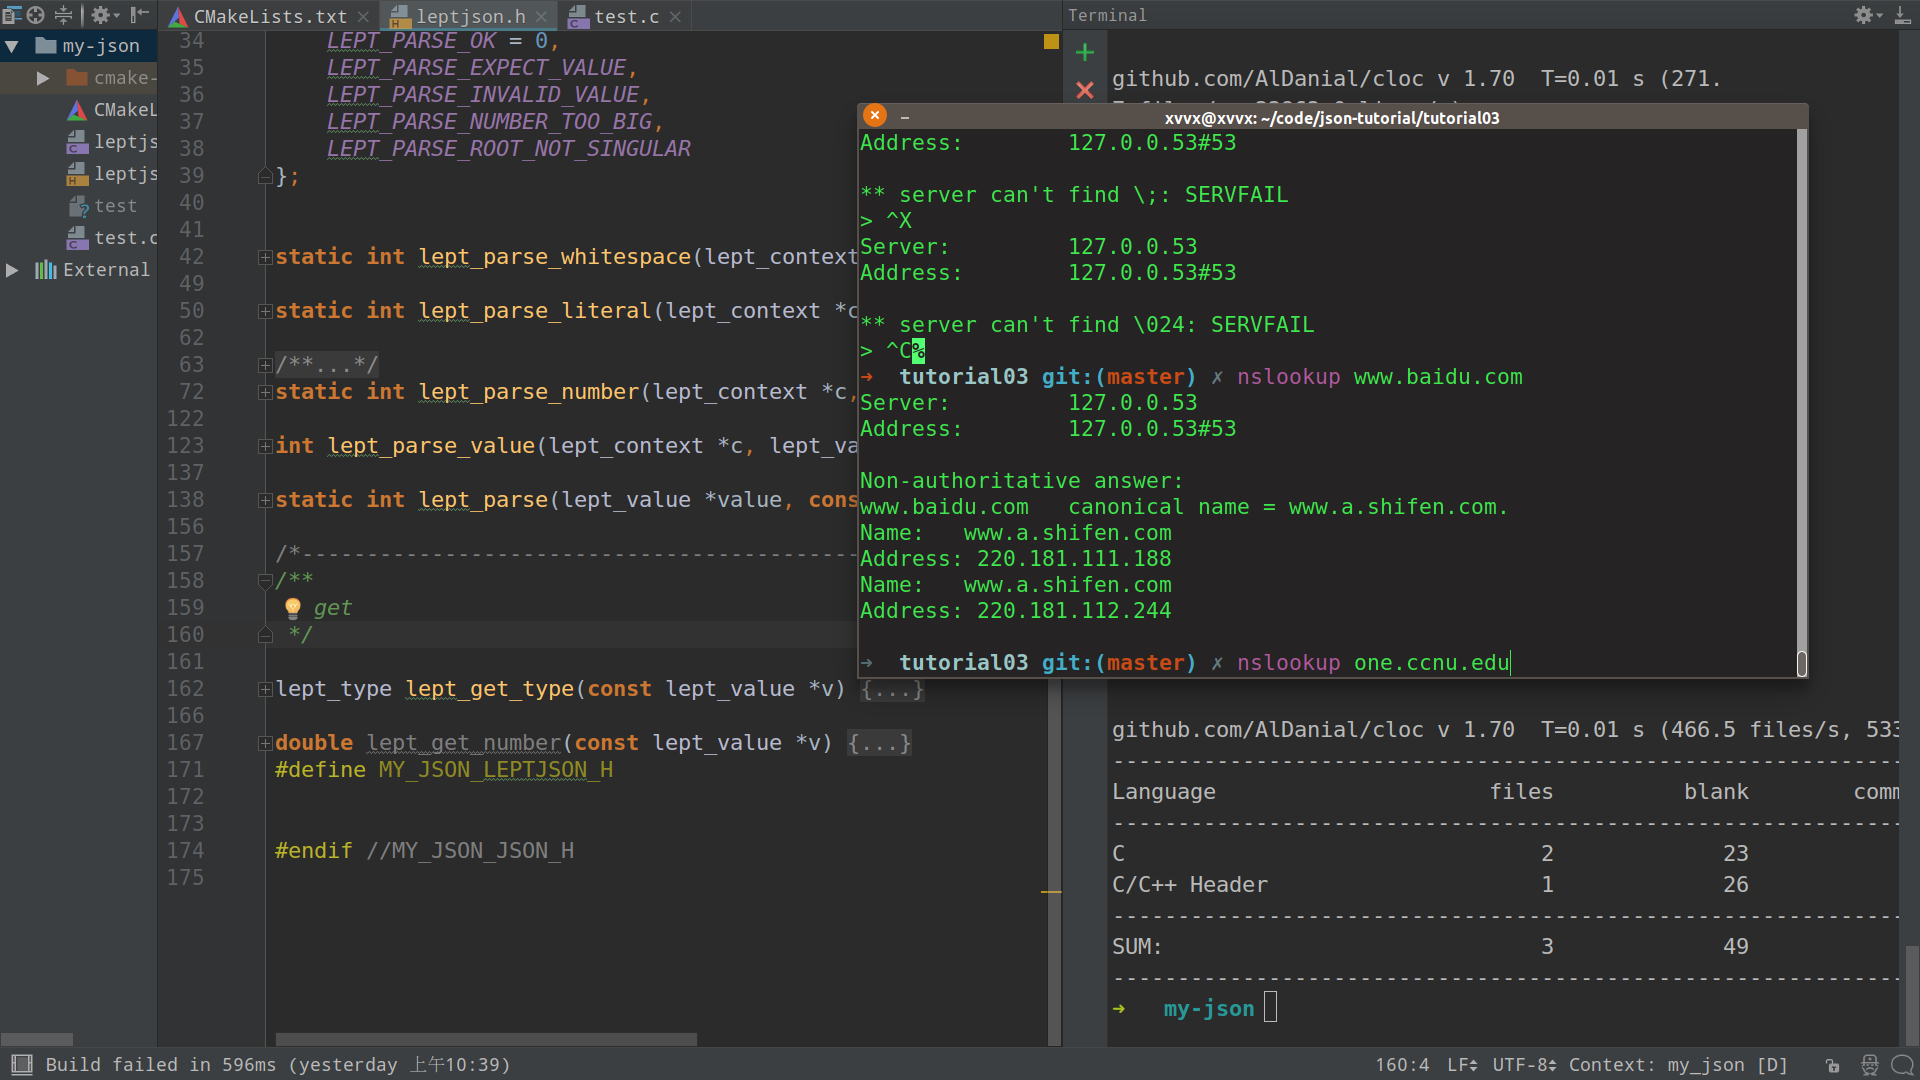 CMakeLists.txt
leptjson.h
test.c
Terminal
my-json
cmake-
CMakeL
leptjs
leptjs
test
test.c
External
34 LEPT_PARSE_OK = 0,
35 LEPT_PARSE_EXPECT_VALUE,
36 LEPT_PARSE_INVALID_VALUE,
37 LEPT_PARSE_NUMBER_TOO_BIG,
38 LEPT_PARSE_ROOT_NOT_SINGULAR
39 };
40
41
42 static int lept_parse_whitespace(lept_context
49
50 static int lept_parse_literal(lept_context *c
62
63 /**...*/
72 static int lept_parse_number(lept_context *c,
122
123 int lept_parse_value(lept_context *c, lept_va
137
138 static int lept_parse(lept_value *value, cons
156
157 /*-------------------------------------------
158 /**
159 get
160 */
161
162 lept_type lept_get_type(const lept_value *v) {...}
166
167 double lept_get_number(const lept_value *v) {...}
171 #define MY_JSON_LEPTJSON_H
172
173
174 #endif //MY_JSON_JSON_H
175
github.com/AlDanial/cloc v 1.70  T=0.01 s (271.
xvvx@xvvx: ~/code/json-tutorial/tutorial03
Address: 127.0.0.53#53
** server can't find \;: SERVFAIL
> ^X
Server: 127.0.0.53
Address: 127.0.0.53#53
** server can't find \024: SERVFAIL
> ^C%
➜ tutorial03 git:(master) ✗ nslookup www.baidu.com
Server: 127.0.0.53
Address: 127.0.0.53#53
Non-authoritative answer:
www.baidu.com canonical name = www.a.shifen.com.
Name: www.a.shifen.com
Address: 220.181.111.188
Name: www.a.shifen.com
Address: 220.181.112.244
➜ tutorial03 git:(master) ✗ nslookup one.ccnu.edu
github.com/AlDanial/cloc v 1.70  T=0.01 s (466.5 files/s, 533
-------------------------------------------------------------
Language files blank comm
-------------------------------------------------------------
C 2 23
C/C++ Header 1 26
-------------------------------------------------------------
SUM: 3 49
-------------------------------------------------------------
➜ my-json
Build failed in 596ms (yesterday 上午10:39)
160:4 LF UTF-8 Context: my_json [D]